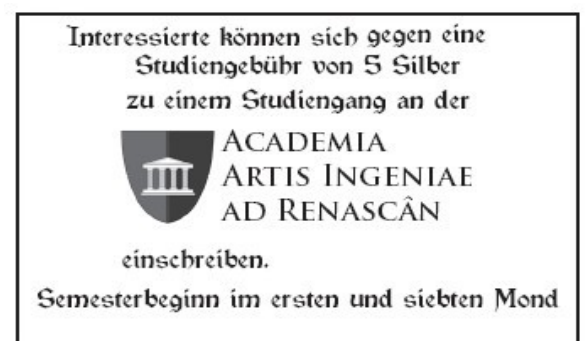 Interessierte können sich gegen eine
Studiengebühr von 5 Silber
zu einem Studiengang an der
ACADEMIA
ARTIS INGENIAE
AD RENASCÂN
einschreiben.
Semesterbeginn im ersten und siebten Mond